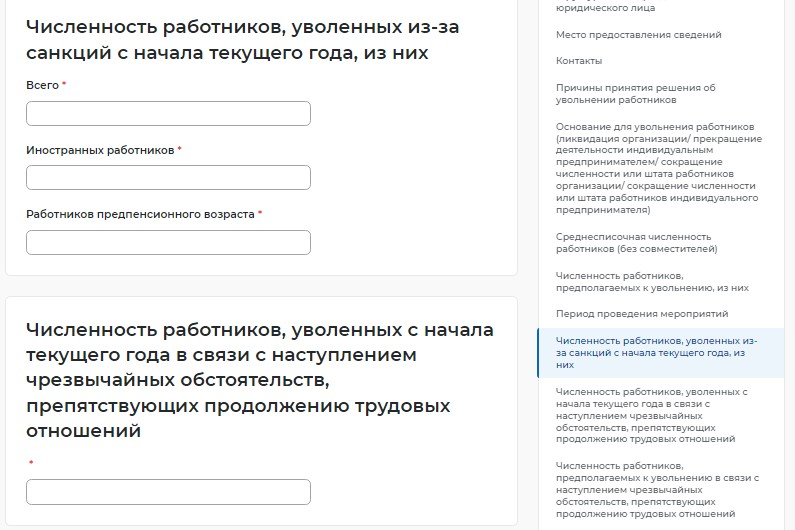 Численность работников, уволенных из-за
санкций с начала текущего года, из них
Всего *
Иностранных работников *
Работников предпенсионного возраста *
Численность работников, уволенных с начала
текущего года в связи с наступлением
чрезвычайных обстоятельств,
препятствующих продолжению трудовых
отношений
*
юридического лица
Место предоставления сведений
Контакты
Причины принятия решения об
увольнении работников
Основание для увольнения работников
(ликвидация организации/ прекращение
деятельности индивидуальным
предпринимателем/ сокращение
численности или штата работников
организации/ сокращение численности
или штата работников индивидуального
предпринимателя)
Среднесписочная численность
работников (без совместителей)
Численность работников,
предполагаемых к увольнению, из них
Период проведения мероприятий
Численность работников, уволенных из-
за санкций с начала текущего года, из
них
Численность работников, уволенных с
начала текущего года в связи с
наступлением чрезвычайных
обстоятельств, препятствующих
продолжению трудовых отношений
Численность работников,
предполагаемых к увольнению в связи с
наступлением чрезвычайных
обстоятельств, препятствующих
продолжению трудовых отношений